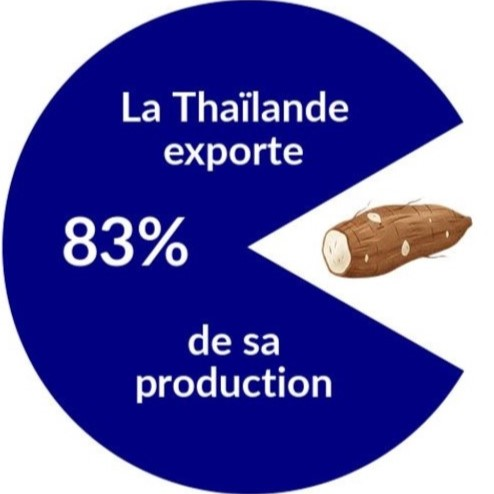 La Thaïlande
exporte
83%
de sa
production